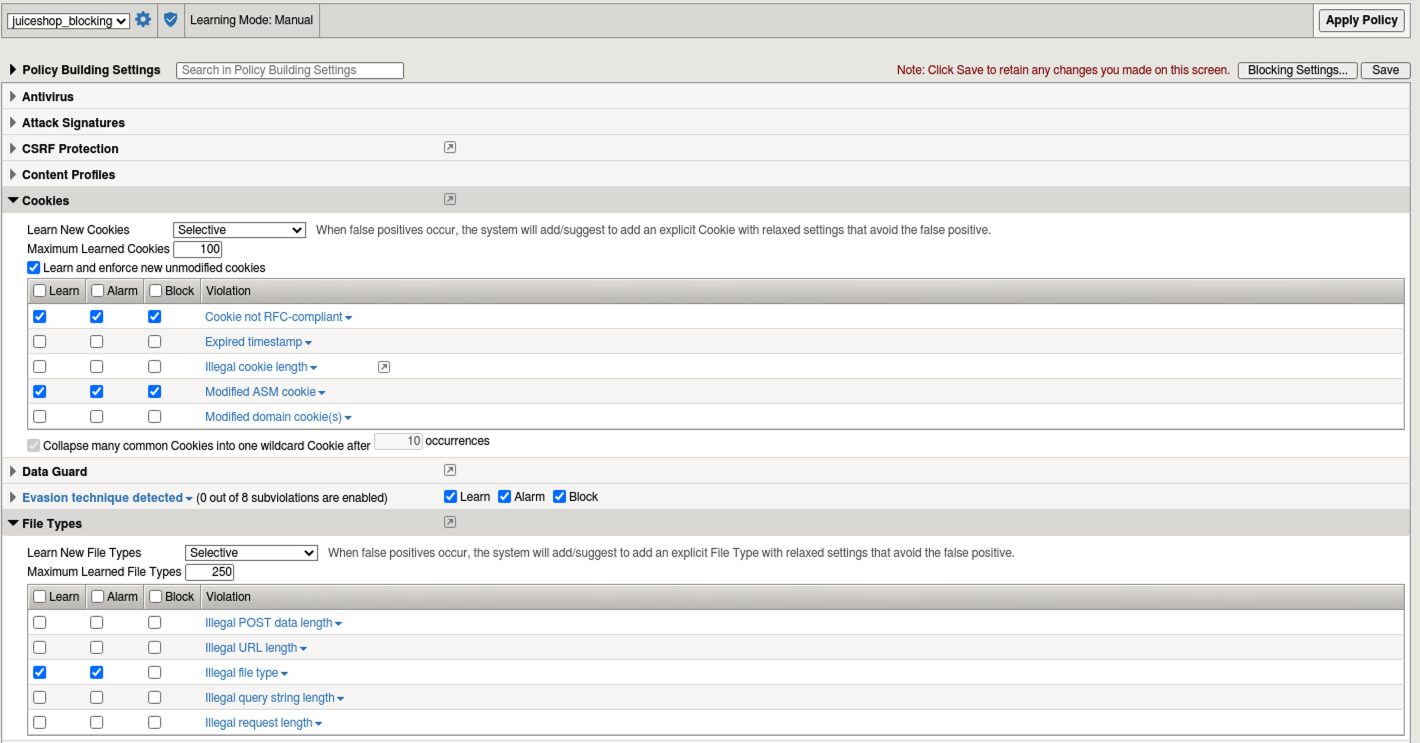 juiceshop_blocking Learning Mode: Manual Apply Policy
Policy Building Settings Search in Policy Building Settings Note: Click Save to retain any changes you made on this screen. Blocking Settings... Save
Antivirus
Attack Signatures
CSRF Protection
Content Profiles
Cookies
Learn New Cookies Selective When false positives occur, the system will add/suggest to add an explicit Cookie with relaxed settings that avoid the false positive.
Maximum Learned Cookies 100
Learn and enforce new unmodified cookies
Learn Alarm Block Violation
Cookie not RFC-compliant
Expired timestamp
Illegal cookie length
Modified ASM cookie
Modified domain cookie(s)
Collapse many common Cookies into one wildcard Cookie after 10 occurrences
Data Guard
Evasion technique detected (0 out of 8 subviolations are enabled) Learn Alarm Block
File Types
Learn New File Types Selective When false positives occur, the system will add/suggest to add an explicit File Type with relaxed settings that avoid the false positive.
Maximum Learned File Types 250
Learn Alarm Block Violation
Illegal POST data length
Illegal URL length
Illegal file type
Illegal query string length
Illegal request length